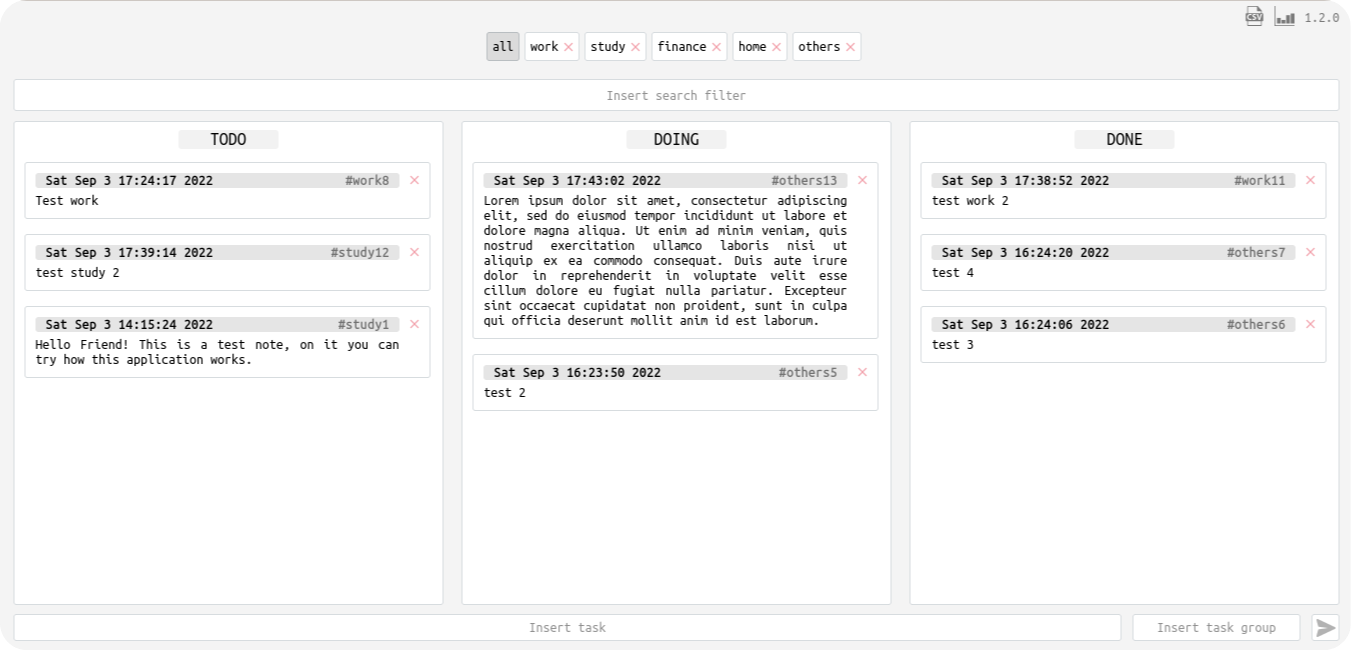 CSV 1.2.0
all work × study × finance × home × others ×
Insert search filter
TODO
Sat Sep 3 17:24:17 2022 #work8 ×
Test work
Sat Sep 3 17:39:14 2022 #study12 ×
test study 2
Sat Sep 3 14:15:24 2022 #study1 ×
Hello Friend! This is a test note, on it you can
try how this application works.
DOING
Sat Sep 3 17:43:02 2022 #others13 ×
Lorem ipsum dolor sit amet, consectetur adipiscing
elit, sed do eiusmod tempor incididunt ut labore et
dolore magna aliqua. Ut enim ad minim veniam, quis
nostrud exercitation ullamco laboris nisi ut
aliquip ex ea commodo consequat. Duis aute irure
dolor in reprehenderit in voluptate velit esse
cillum dolore eu fugiat nulla pariatur. Excepteur
sint occaecat cupidatat non proident, sunt in culpa
qui officia deserunt mollit anim id est laborum.
Sat Sep 3 16:23:50 2022 #others5 ×
test 2
DONE
Sat Sep 3 17:38:52 2022 #work11 ×
test work 2
Sat Sep 3 16:24:20 2022 #others7 ×
test 4
Sat Sep 3 16:24:06 2022 #others6 ×
test 3
Insert task
Insert task group